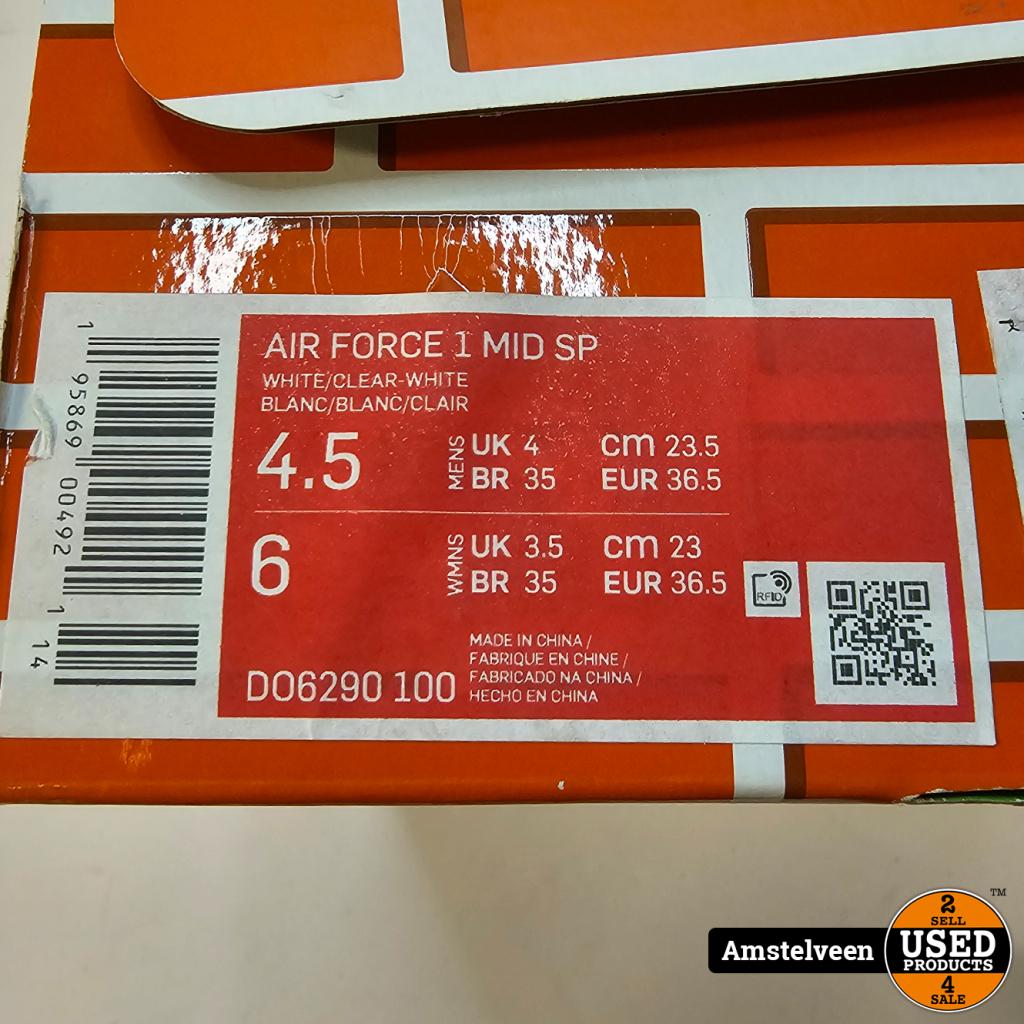 AIR FORCE 1 MID SP
WHITE/CLEAR-WHITE
BLANC/BLANC/CLAIR
4.5
MENS
UK 4 cm 23.5
BR 35 EUR 36.5
6
WMNS
UK 3.5 cm 23
BR 35 EUR 36.5
RFID
MADE IN CHINA /
FABRIQUE EN CHINE /
FABRICADO NA CHINA /
HECHO EN CHINA
DO6290 100
1 95869 00492 1 14
Amstelveen
2
SELL
USED
PRODUCTS
4
SALE
TM